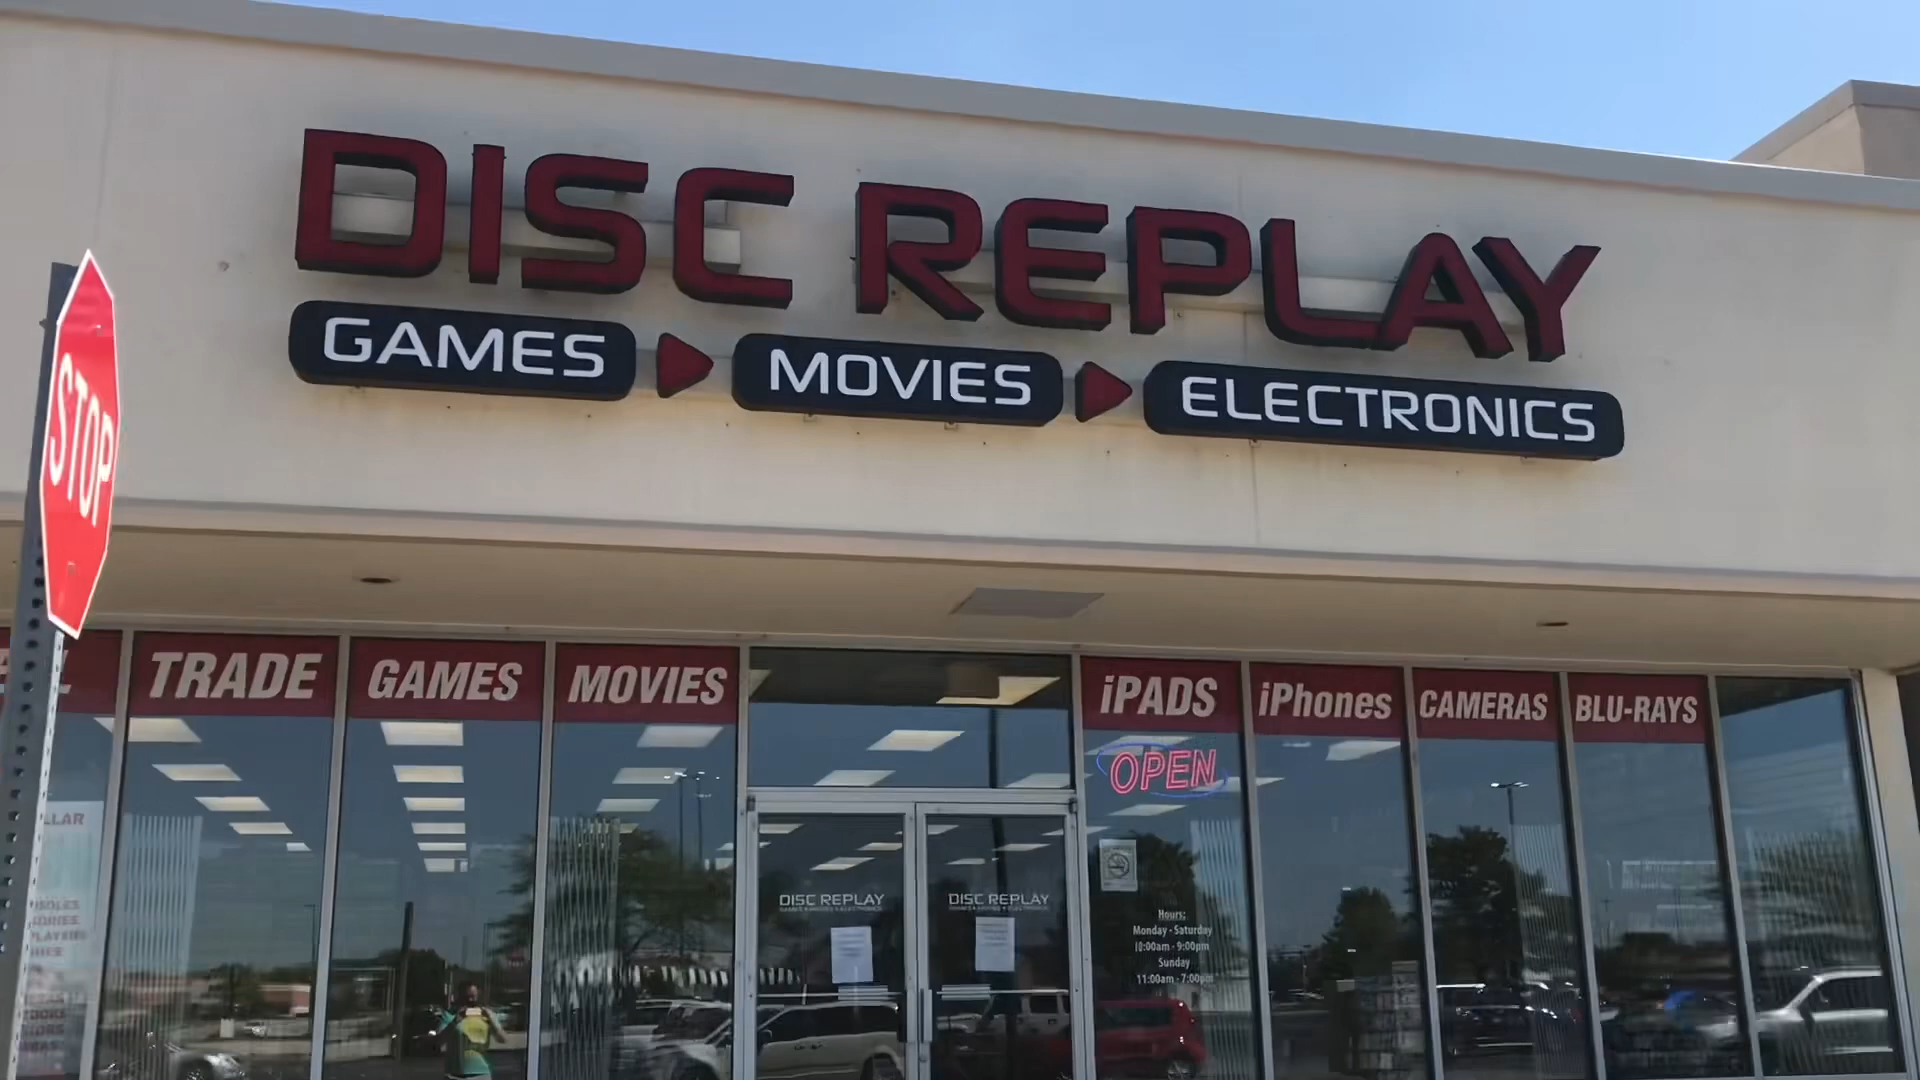 DISC REPLAY
GAMES MOVIES ELECTRONICS
STOP
TRADE GAMES MOVIES iPADS iPhones CAMERAS BLU-RAYS
OPEN
DISC REPLAY
DISC REPLAY
Hours:
Monday - Saturday
10:00am - 9:00pm
Sunday
11:00am - 7:00pm